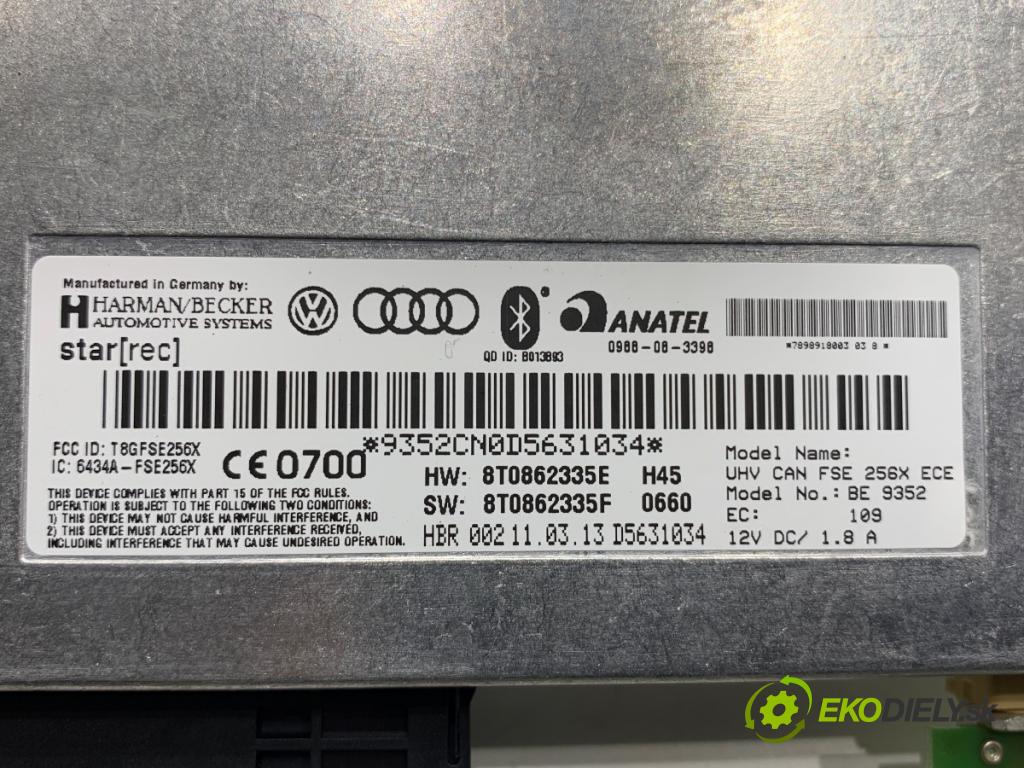 Manufactured in Germany by:
HARMAN/BECKER
AUTOMOTIVE SYSTEMS
star[rec]
QD ID: B013893
ANATEL
0988-08-3398
*7898918003 03 8 *
*9352CN0D5631034*
FCC ID: T8GFSE256X
IC: 6434A-FSE256X
CE 0700
THIS DEVICE COMPLIES WITH PART 15 OF THE FCC RULES.
OPERATION IS SUBJECT TO THE FOLLOWING TWO CONDITIONS:
1) THIS DEVICE MAY NOT CAUSE HARMFUL INTERFERENCE, AND
2) THIS DEVICE MUST ACCEPT ANY INTERFERENCE RECEIVED,
INCLUDING INTERFERENCE THAT MAY CAUSE UNDESIRED OPERATION.
HW: 8T0862335E H45
SW: 8T0862335F 0660
HBR 002 11.03.13 D5631034
Model Name:
UHV CAN FSE 256X ECE
Model No.: BE 9352
EC: 109
12V DC/ 1.8 A
EKODIELY.sk